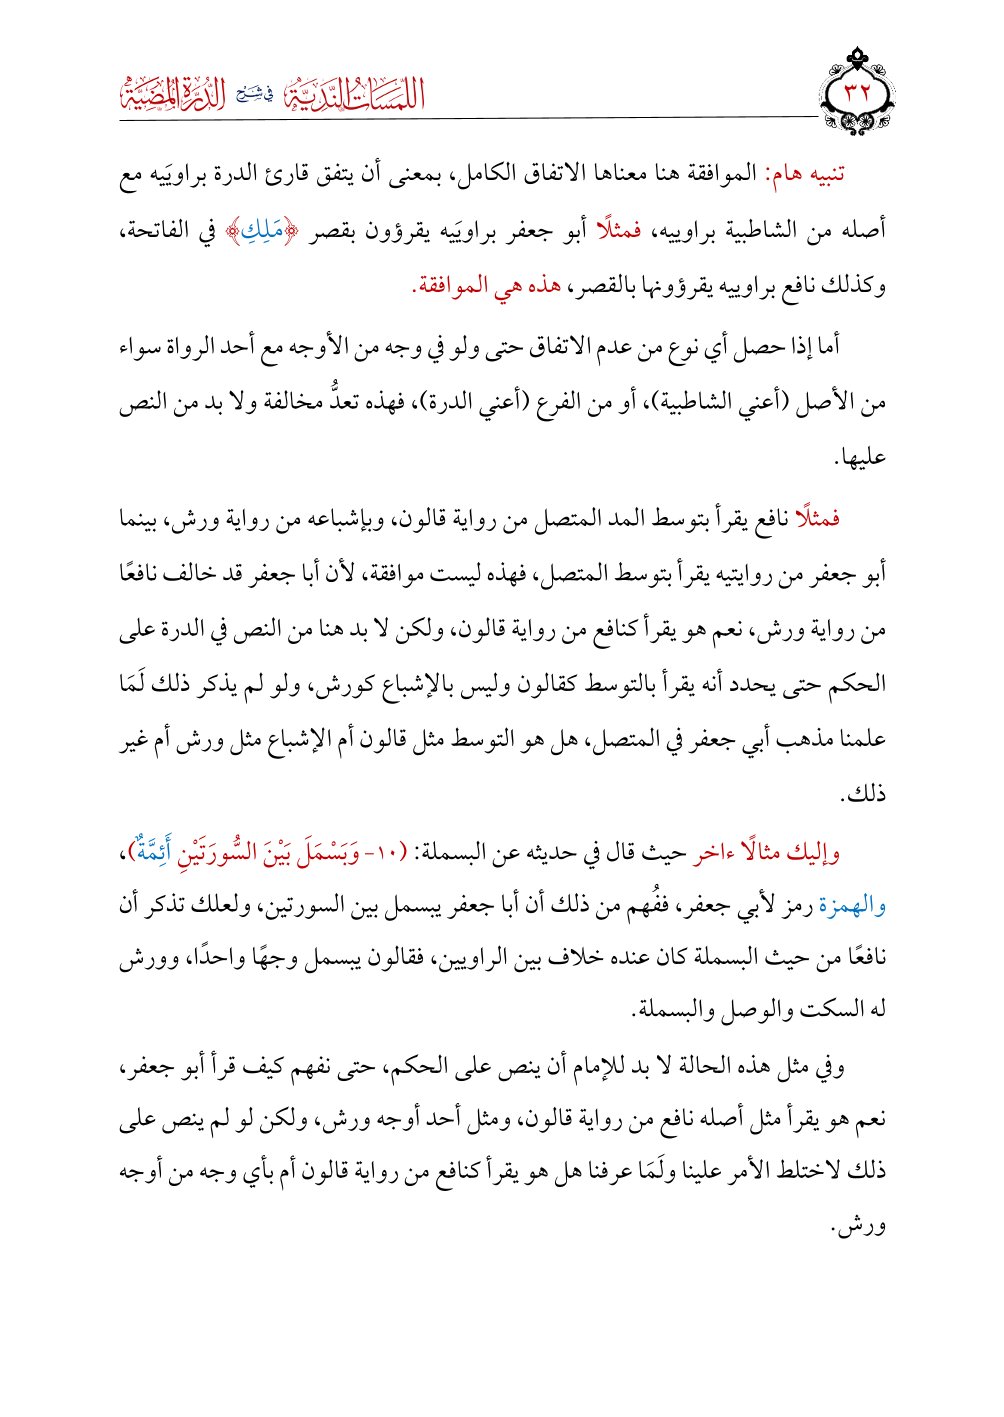 ٣٢
اللمسات الندية في شرح الدرة المضية
تنبيه هام: الموافقة هنا معناها الاتفاق الكامل، بمعنى أن يتفق قارئ الدرة براويَيه مع
أصله من الشاطبية براوييه، فمثلًا أبو جعفر براويَيه يقرؤون بقصر ﴿مَلِكِ﴾ في الفاتحة،
وكذلك نافع براوييه يقرؤونها بالقصر، هذه هي الموافقة.
أما إذا حصل أي نوع من عدم الاتفاق حتى ولو في وجه من الأوجه مع أحد الرواة سواء
من الأصل (أعني الشاطبية)، أو من الفرع (أعني الدرة)، فهذه تعدُّ مخالفة ولا بد من النص
عليها.
فمثلًا نافع يقرأ بتوسط المد المتصل من رواية قالون، وبإشباعه من رواية ورش، بينما
أبو جعفر من روايتيه يقرأ بتوسط المتصل، فهذه ليست موافقة، لأن أبا جعفر قد خالف نافعًا
من رواية ورش، نعم هو يقرأ كنافع من رواية قالون، ولكن لا بد هنا من النص في الدرة على
الحكم حتى يحدد أنه يقرأ بالتوسط كقالون وليس بالإشباع كورش، ولو لم يذكر ذلك لَمَا
علمنا مذهب أبي جعفر في المتصل، هل هو التوسط مثل قالون أم الإشباع مثل ورش أم غير
ذلك.
وإليك مثالًا ءاخر حيث قال في حديثه عن البسملة: (١٠- وَبَسْمَلَ بَيْنَ السُّورَتَيْنِ أَئِمَّةٌ)،
والهمزة رمز لأبي جعفر، ففُهم من ذلك أن أبا جعفر يبسمل بين السورتين، ولعلك تذكر أن
نافعًا من حيث البسملة كان عنده خلاف بين الراويين، فقالون يبسمل وجهًا واحدًا، وورش
له السكت والوصل والبسملة.
وفي مثل هذه الحالة لا بد للإمام أن ينص على الحكم، حتى نفهم كيف قرأ أبو جعفر،
نعم هو يقرأ مثل أصله نافع من رواية قالون، ومثل أحد أوجه ورش، ولكن لو لم ينص على
ذلك لاختلط الأمر علينا ولَمَا عرفنا هل هو يقرأ كنافع من رواية قالون أم بأي وجه من أوجه
ورش.